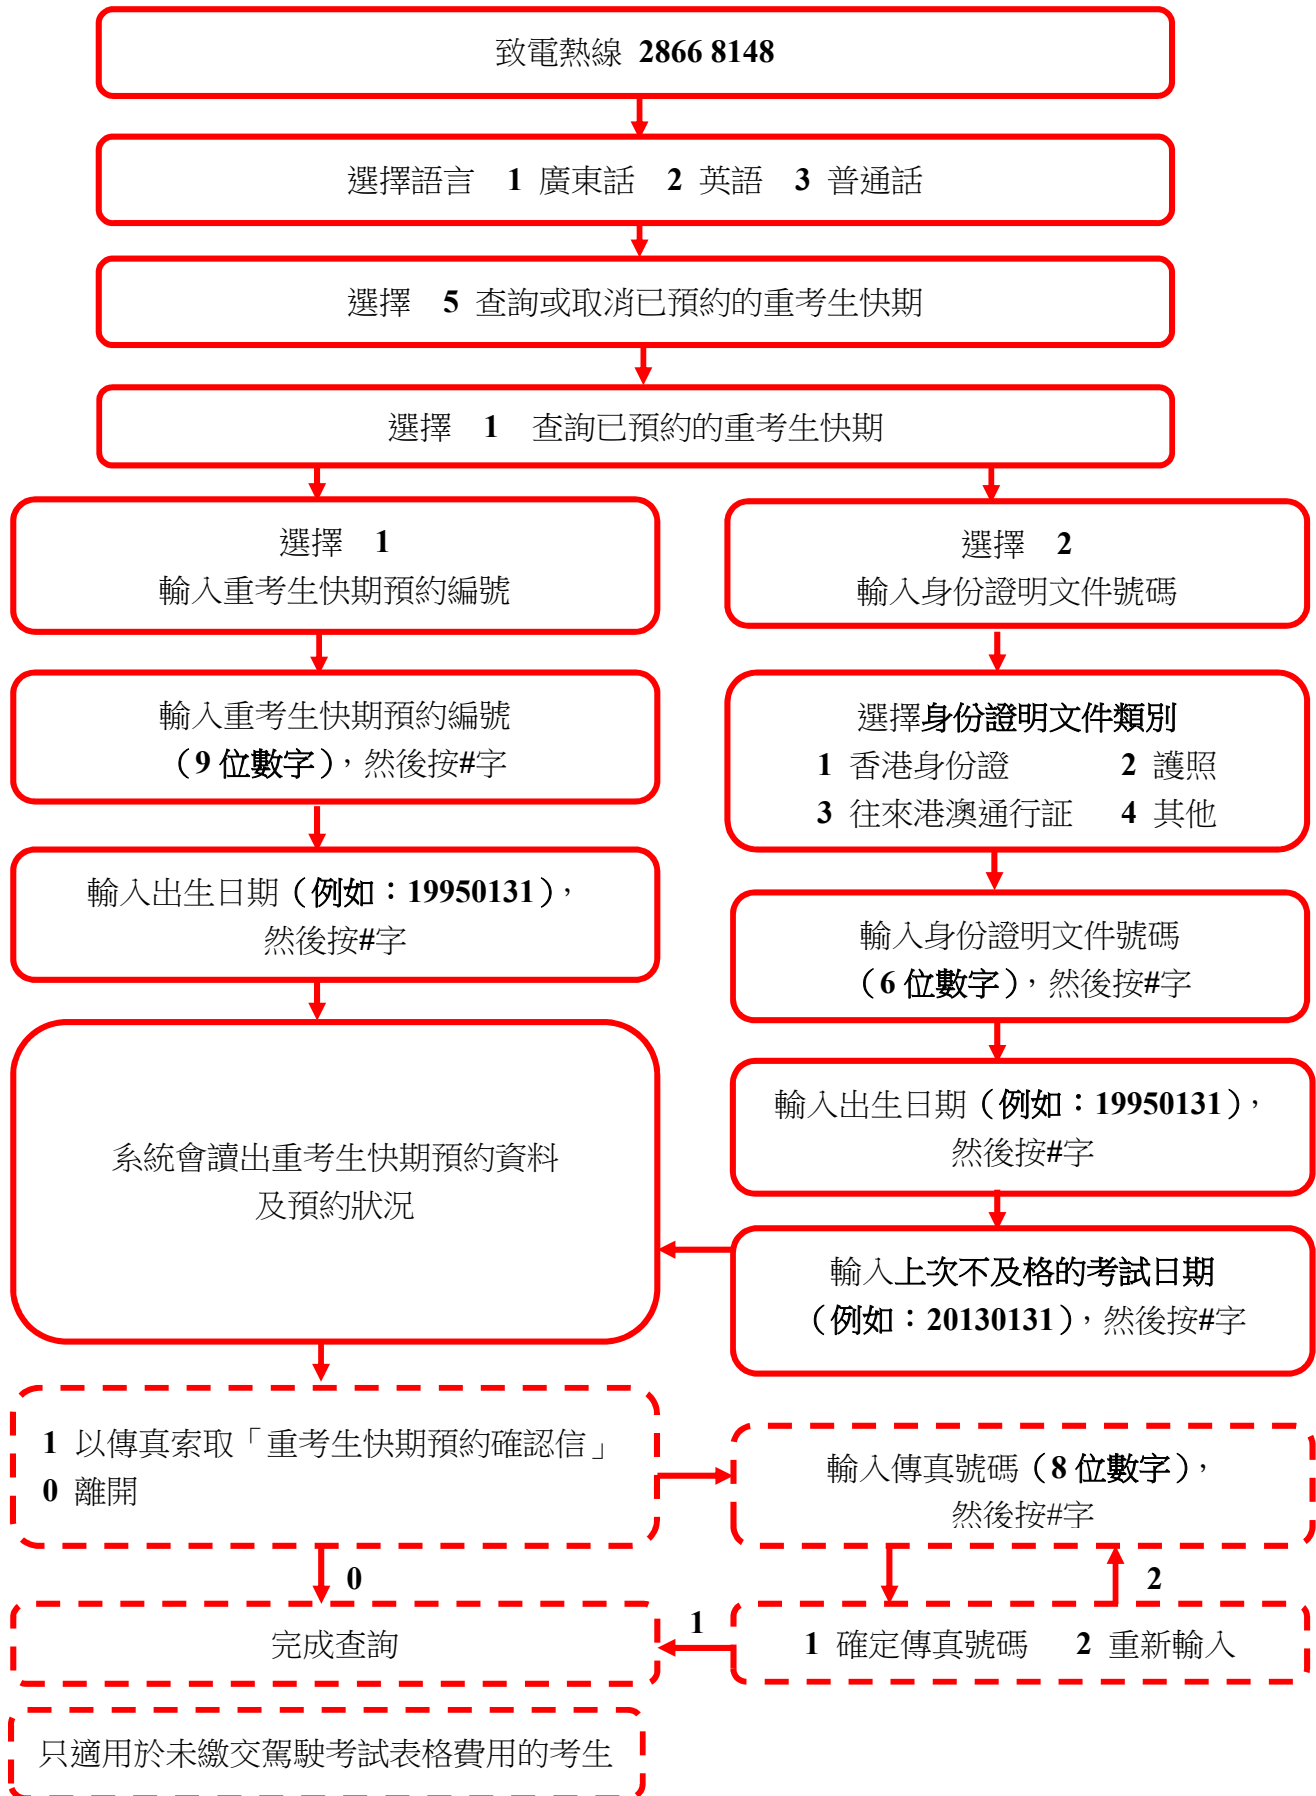 致電熱線 2866 8148
選擇語言 1 廣東話 2 英語 3 普通話
選擇 5 查詢或取消已預約的重考生快期
選擇 1 查詢已預約的重考生快期
選擇 1
輸入重考生快期預約編號
輸入重考生快期預約編號
（9 位數字），然後按#字
輸入出生日期（例如：19950131），
然後按#字
選擇 2
輸入身份證明文件號碼
選擇身份證明文件類別
1 香港身份證 2 護照
3 往來港澳通行証 4 其他
輸入身份證明文件號碼
（6 位數字），然後按#字
輸入出生日期（例如：19950131），
然後按#字
輸入上次不及格的考試日期
（例如：20130131），然後按#字
系統會讀出重考生快期預約資料
及預約狀況
1 以傳真索取「重考生快期預約確認信」
0 離開
輸入傳真號碼（8 位數字），
然後按#字
0
2
完成查詢
1
1 確定傳真號碼 2 重新輸入
只適用於未繳交駕駛考試表格費用的考生